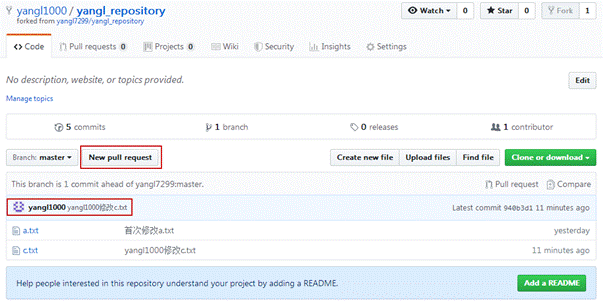 yangl1000 / yangl_repository
Watch 0 Star 0 Fork 1
forked from yangl7299/yangl_repository
Code Pull requests 0 Projects 0 Wiki Security Insights Settings
No description, website, or topics provided. Edit
Manage topics
5 commits 1 branch 0 releases 1 contributor
Branch: master New pull request Create new file Upload files Find file Clone or download
This branch is 1 commit ahead of yangl7299:master. Pull request Compare
yangl1000 yangl1000修改c.txt Latest commit 940b3d1 11 minutes ago
a.txt 首次修改a.txt yesterday
c.txt yangl1000修改c.txt 11 minutes ago
Help people interested in this repository understand your project by adding a README. Add a README